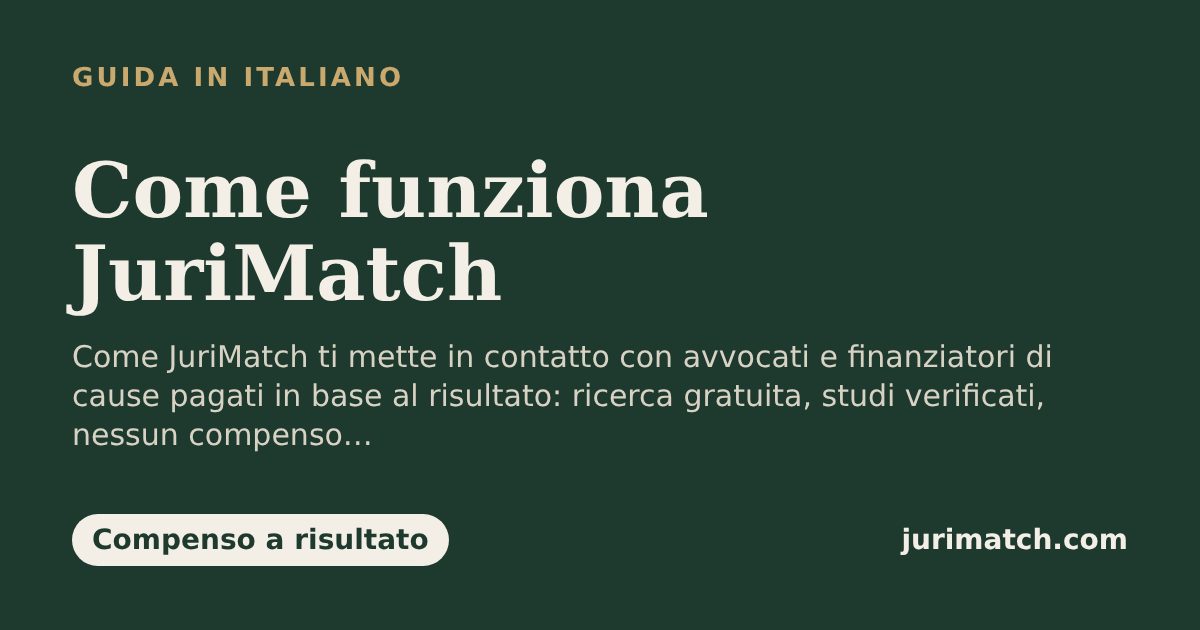 GUIDA IN ITALIANO
Come funziona
JuriMatch
Come JuriMatch ti mette in contatto con avvocati e finanziatori di
cause pagati in base al risultato: ricerca gratuita, studi verificati,
nessun compenso…
Compenso a risultato
jurimatch.com